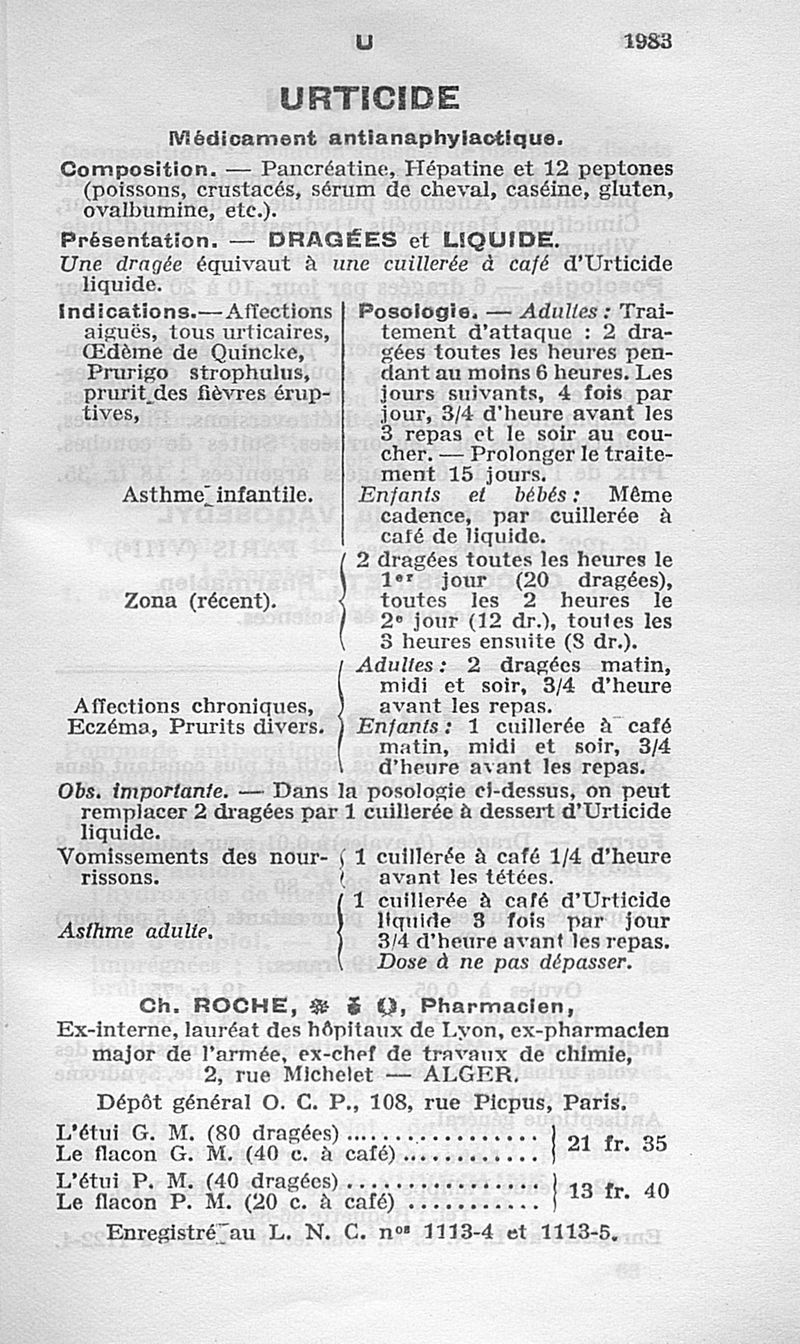 U 1983
URTICIDE
Médicament antianaphylactique.
Composition. — Pancréatine, Hépatine et 12 peptones
(poissons, crustacés, sérum de cheval, caséine, gluten,
ovalbumine, etc.).
Présentation. — DRAGÉES et LIQUIDE.
Une dragée équivaut à une cuillerée à café d'Urticide
liquide.
Indications.—Affections
aiguës, tous urticaires,
Œdème de Quincke,
Prurigo strophulus,
prurit des fièvres érup-
tives,
Asthme infantile.
Posologie. — Adultes : Trai-
tement d'attaque : 2 dra-
gées toutes les heures pen-
dant au moins 6 heures. Les
jours suivants, 4 fois par
jour, 3/4 d'heure avant les
3 repas et le soir au cou-
cher. — Prolonger le traite-
ment 15 jours.
Enfants et bébés : Même
cadence, par cuillerée à
café de liquide.
Zona (récent).
2 dragées toutes les heures le
1er jour (20 dragées),
toutes les 2 heures le
2e jour (12 dr.), toutes les
3 heures ensuite (8 dr.).
Affections chroniques,
Eczéma, Prurits divers.
Adultes : 2 dragées matin,
midi et soir, 3/4 d'heure
avant les repas.
Enfants : 1 cuillerée à café
matin, midi et soir, 3/4
d'heure avant les repas.
Obs. importante. — Dans la posologie ci-dessus, on peut
remplacer 2 dragées par 1 cuillerée à dessert d'Urticide
liquide.
Vomissements des nour-
rissons.
1 cuillerée à café 1/4 d'heure
avant les tétées.
Asthme adulte.
1 cuillerée à café d'Urticide
liquide 3 fois par jour
3/4 d'heure avant les repas.
Dose à ne pas dépasser.
Ch. ROCHE, Pharmacien,
Ex-interne, lauréat des hôpitaux de Lyon, ex-pharmacien
major de l'armée, ex-chef de travaux de chimie,
2, rue Michelet — ALGER.
Dépôt général O. C. P., 108, rue Picpus, Paris.
L'étui G. M. (80 dragées) ................
Le flacon G. M. (40 c. à café) ............
21 fr. 35
L'étui P. M. (40 dragées) ................
Le flacon P. M. (20 c. à café) ...........
13 fr. 40
Enregistré au L. N. C. nos 1113-4 et 1113-5.